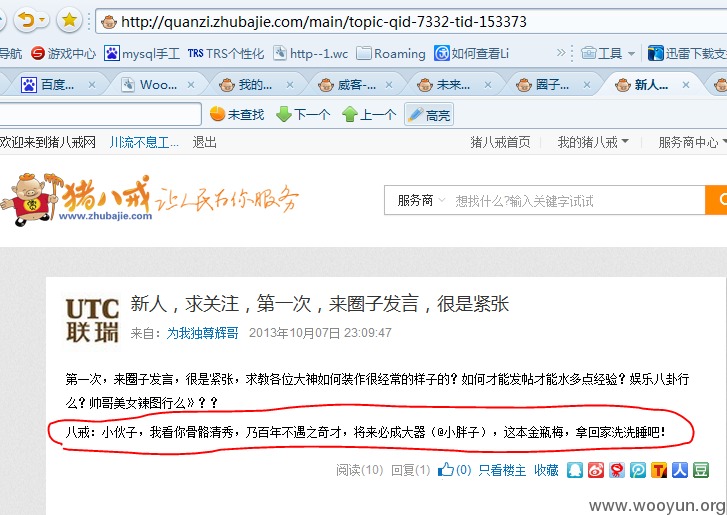 http://quanzi.zhubajie.com/main/topic-qid-7332-tid-153373
导航 游戏中心 mysql手工 TRS TRS个性化 http--1.wc Roaming 如何查看Li » 工具 迅雷下载支
百度... Woo... 我的... 威客-... 未来... 圈子... 新人...
未查找 下一个 上一个 高亮
欢迎来到猪八戒网 川流不息工... 退出 猪八戒首页 我的猪八戒 服务商中心
猪八戒 让人民为你服务
www.zhubajie.com
服务商 想找点什么?输入关键字试试
UTC
联瑞
新人，求关注，第一次，来圈子发言，很是紧张
来自： 为我独尊辉哥 2013年10月07日 23:09:47
第一次，来圈子发言，很是紧张，求教各位大神如何装作很经常的样子的？如何才能发帖才能水多点经验？娱乐八卦行
么？帅哥美女辣图行么》？？
八戒：小伙子，我看你骨骼清秀，乃百年不遇之奇才，将来必成大器（@小胖子），这本金瓶梅，拿回家洗洗睡吧！
阅读(10) 回复(1) (0) 只看楼主 收藏
www.wooyun.org